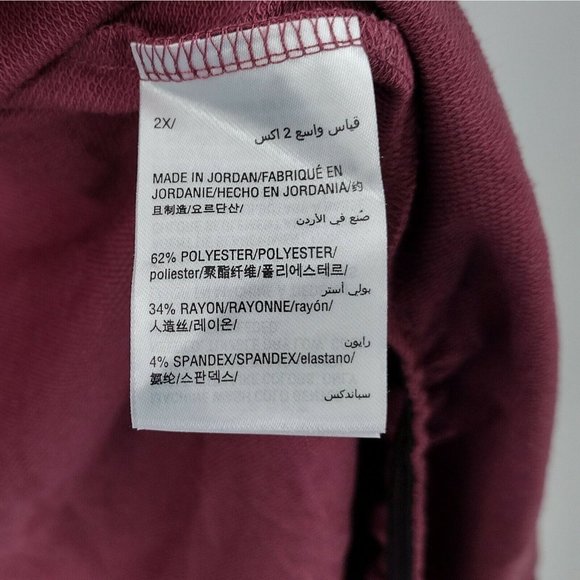 2X/
قياس واسع 2 اكس
MADE IN JORDAN/FABRIQUÉ EN
JORDANIE/HECHO EN JORDANIA/约
旦制造/요르단산/
صُنع في الأردن
62% POLYESTER/POLYESTER/
poliester/聚酯纤维/폴리에스테르/
بولي أستر
34% RAYON/RAYONNE/rayón/
人造丝/레이온/
رايون
4% SPANDEX/SPANDEX/elastano/
氨纶/스판덱스/
سباندكس